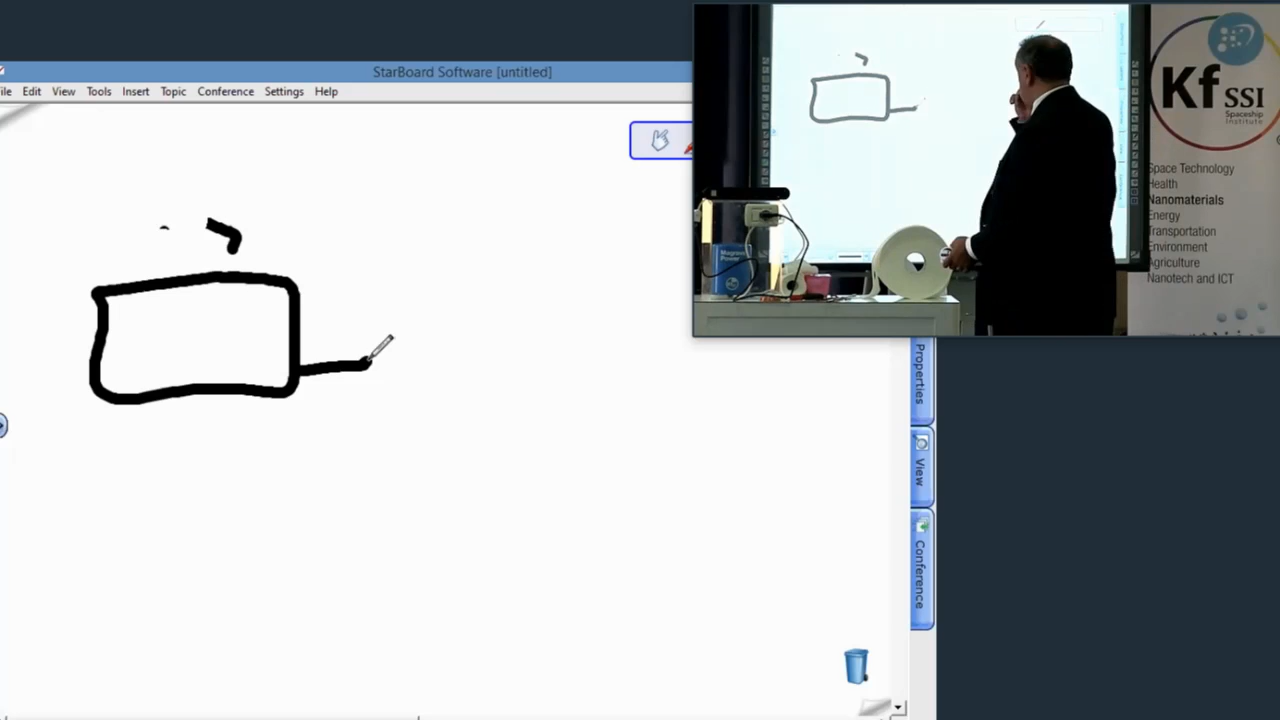 StarBoard Software [untitled]
ile Edit View Tools Insert Topic Conference Settings Help
Kf SSI
Spaceship
Institute
Space Technology
Health
Nanomaterials
Energy
Transportation
Environment
Agriculture
Nanotech and ICT
Properties
View
Conference